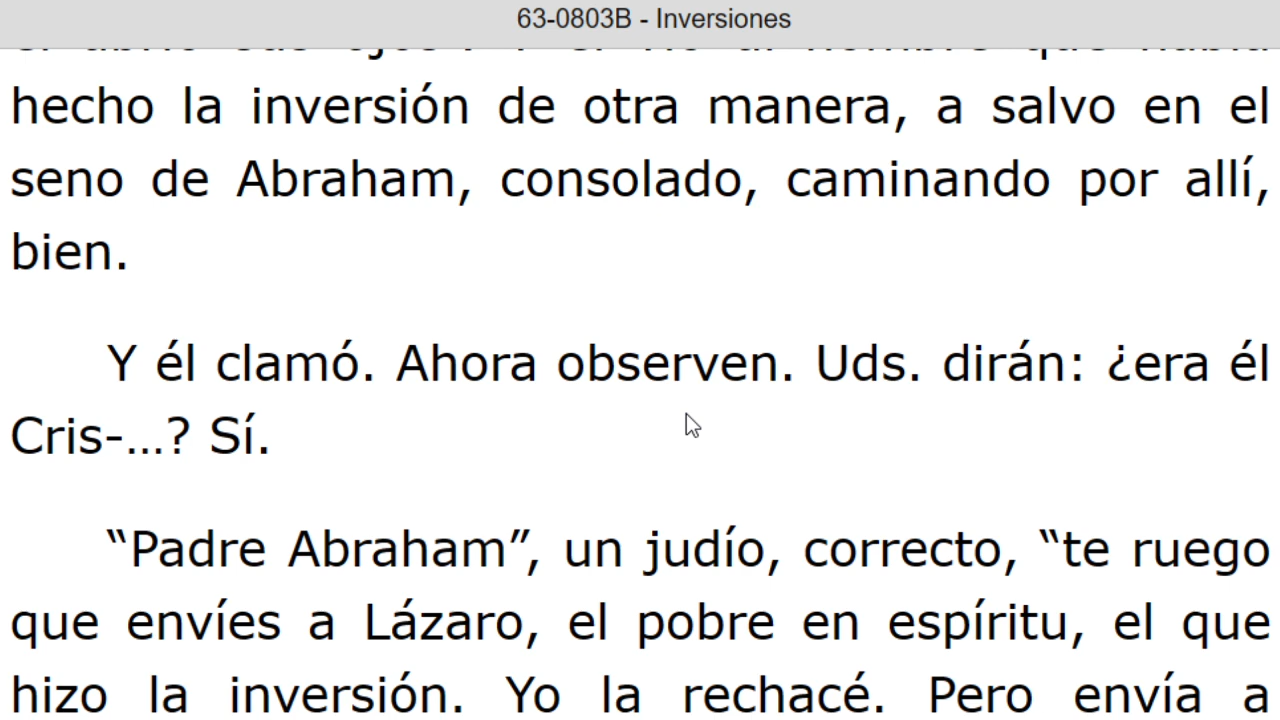 63-0803B - Inversiones
hecho la inversión de otra manera, a salvo en el
seno de Abraham, consolado, caminando por allí,
bien.
Y él clamó. Ahora observen. Uds. dirán: ¿era él
Cris-...? Sí.
“Padre Abraham”, un judío, correcto, “te ruego
que envíes a Lázaro, el pobre en espíritu, el que
hizo la inversión. Yo la rechacé. Pero envía a